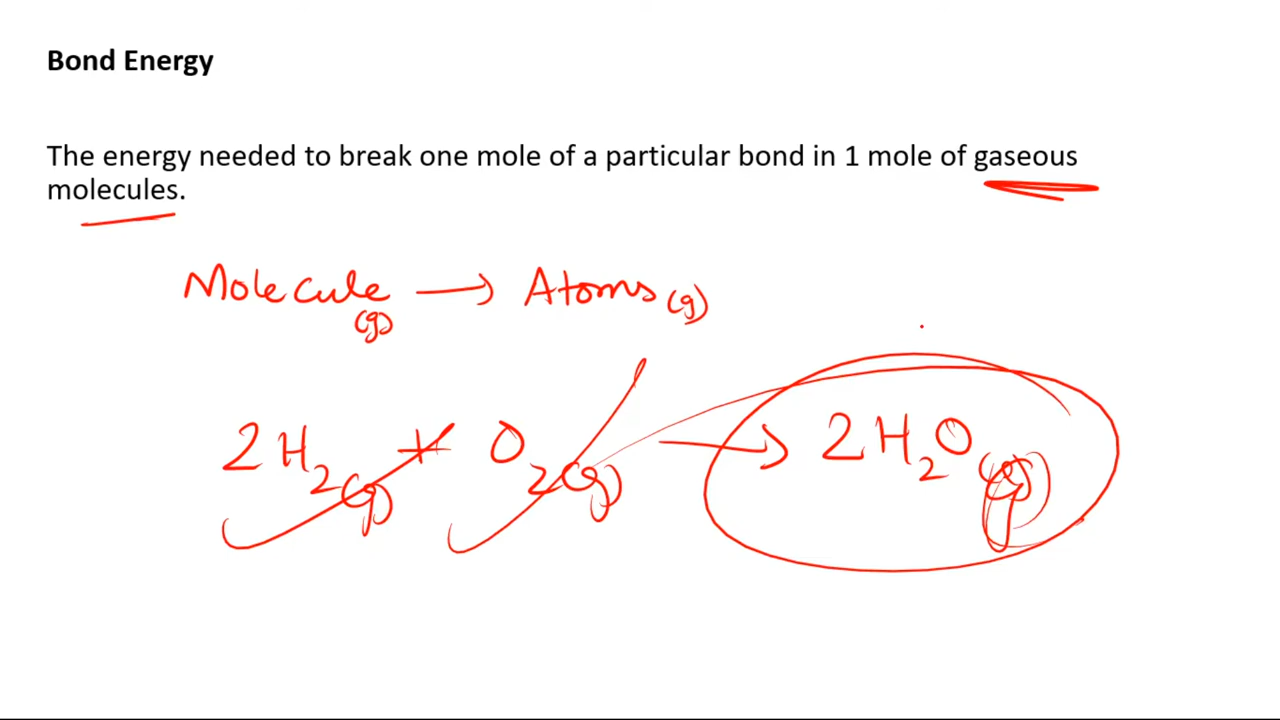 Bond Energy
The energy needed to break one mole of a particular bond in 1 mole of gaseous
molecules.
Molecule(g) → Atoms(g)
2H2(g) + O2(g) → 2H2O(g)